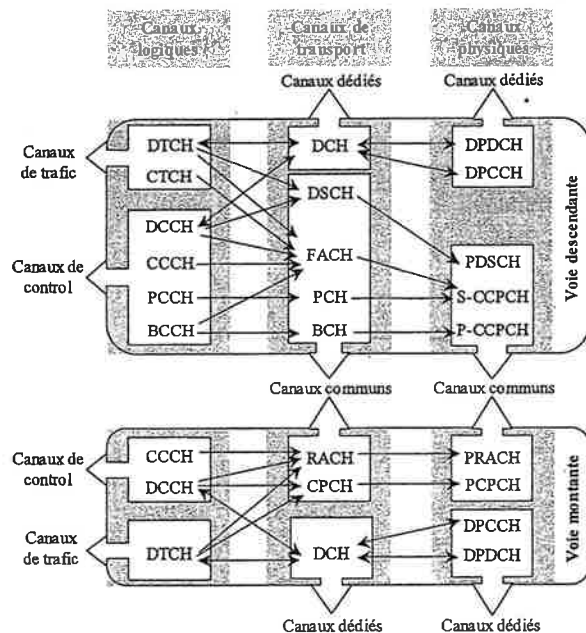 Canaux logiques
Canaux de transport
Canaux physiques
Canaux dédiés
Canaux dédiés
Canaux de trafic
DTCH
CTCH
DCH
DPDCH
DPCCH
Canaux de control
DCCH
CCCH
PCCH
BCCH
DSCH
FACH
PCH
BCH
PDSCH
S-CCPCH
P-CCPCH
Voie descendante
Canaux communs
Canaux communs
Canaux de control
CCCH
DCCH
RACH
CPCH
PRACH
PCPCH
Canaux de trafic
DTCH
DCH
DPCCH
DPDCH
Voie montante
Canaux dédiés
Canaux dédiés